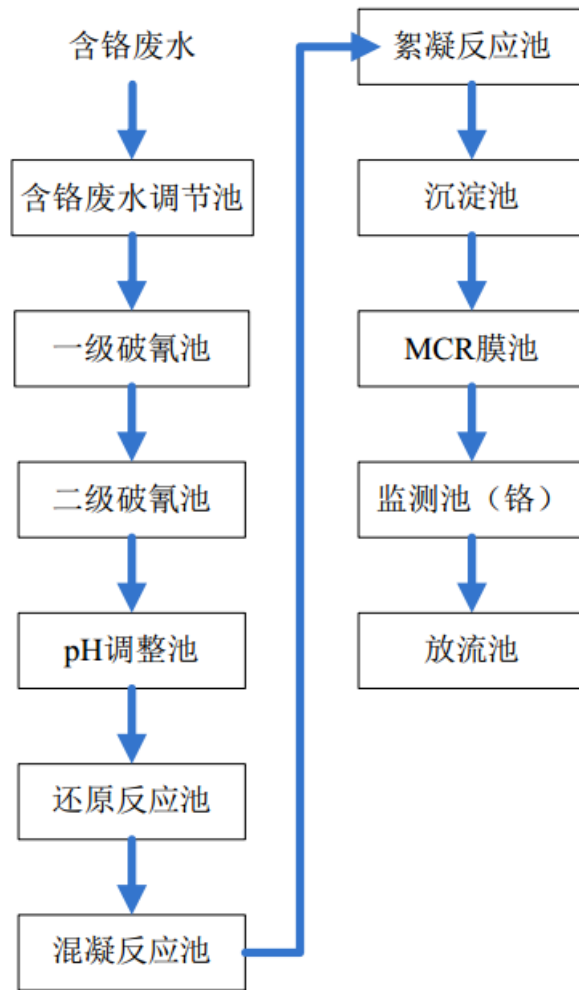 含铬废水
含铬废水调节池
一级破氰池
二级破氰池
pH调整池
还原反应池
混凝反应池
絮凝反应池
沉淀池
MCR膜池
监测池（铬）
放流池